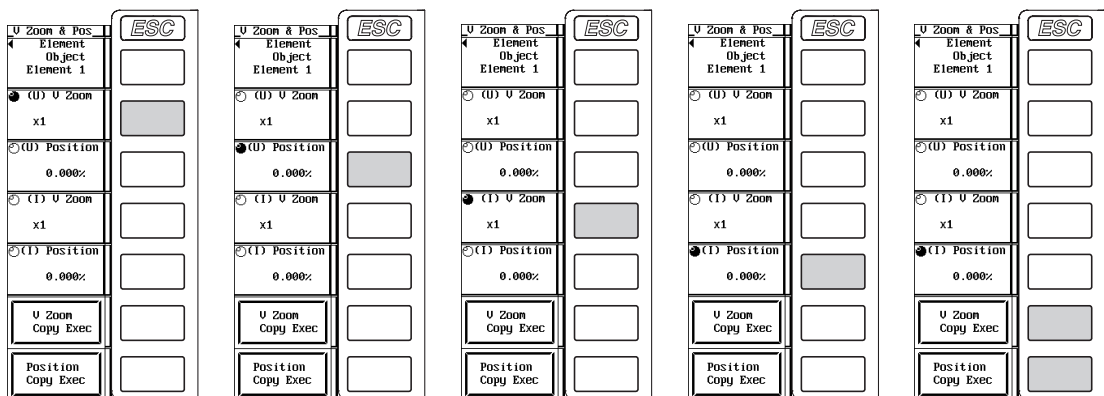 V Zoom & Pos
ESC
Element
Object
Element 1
(U) V Zoom
x1
(U) Position
0.000%
(I) V Zoom
x1
(I) Position
0.000%
V Zoom
Copy Exec
Position
Copy Exec
V Zoom & Pos
ESC
Element
Object
Element 1
(U) V Zoom
x1
(U) Position
0.000%
(I) V Zoom
x1
(I) Position
0.000%
V Zoom
Copy Exec
Position
Copy Exec
V Zoom & Pos
ESC
Element
Object
Element 1
(U) V Zoom
x1
(U) Position
0.000%
(I) V Zoom
x1
(I) Position
0.000%
V Zoom
Copy Exec
Position
Copy Exec
V Zoom & Pos
ESC
Element
Object
Element 1
(U) V Zoom
x1
(U) Position
0.000%
(I) V Zoom
x1
(I) Position
0.000%
V Zoom
Copy Exec
Position
Copy Exec
V Zoom & Pos
ESC
Element
Object
Element 1
(U) V Zoom
x1
(U) Position
0.000%
(I) V Zoom
x1
(I) Position
0.000%
V Zoom
Copy Exec
Position
Copy Exec